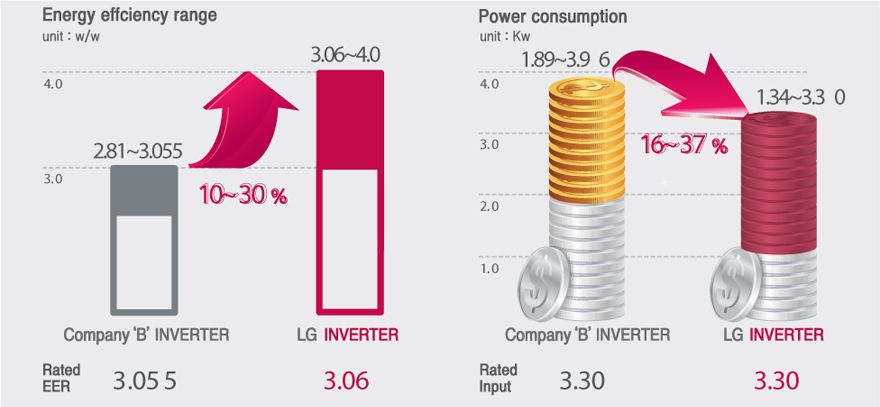 Energy effciency range
unit : w/w
3.06~4.0
4.0
2.81~3.055
3.0
10~30 %
Company ‘B’ INVERTER
LG INVERTER
Rated EER
3.05 5
3.06
Power consumption
unit : Kw
1.89~3.9 6
4.0
1.34~3.3 0
3.0
16~37 %
2.0
1.0
$
$
Company ‘B’ INVERTER
LG INVERTER
Rated Input
3.30
3.30